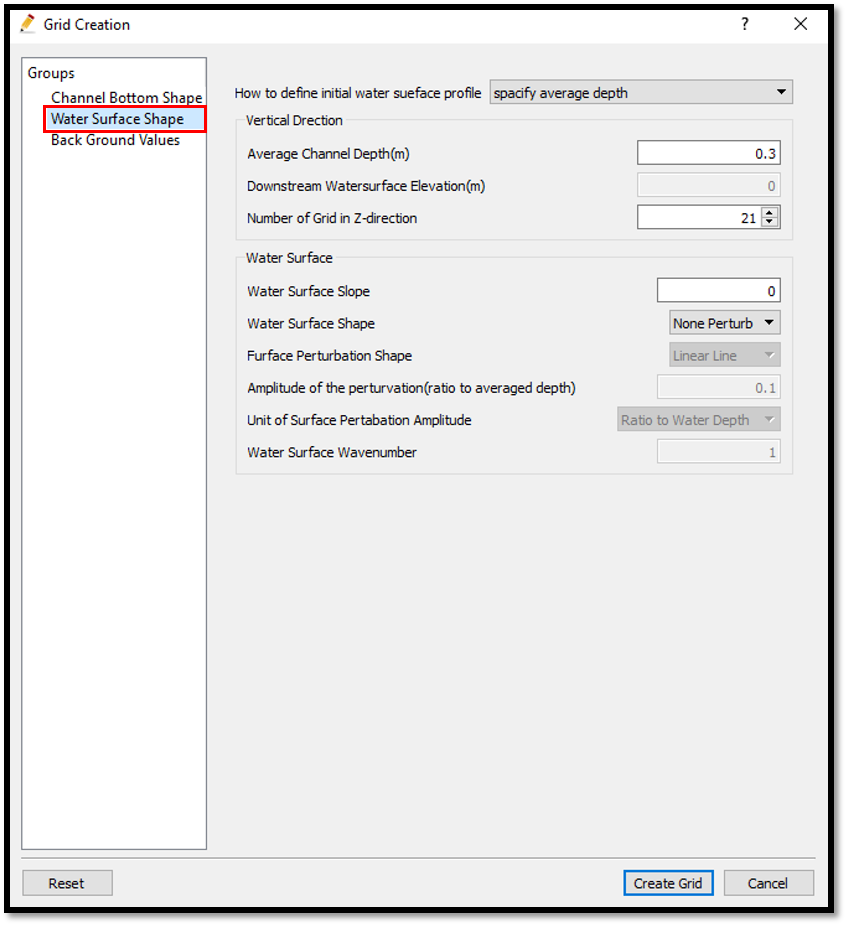 Grid Creation
?
Groups
Channel Bottom Shape
Water Surface Shape
Back Ground Values
How to define initial water sueface profile spacify average depth
Vertical Drection
Average Channel Depth(m) 0.3
Downstream Watersurface Elevation(m) 0
Number of Grid in Z-direction 21
Water Surface
Water Surface Slope 0
Water Surface Shape None Perturb
Furface Perturbation Shape Linear Line
Amplitude of the perturvation(ratio to averaged depth) 0.1
Unit of Surface Pertabation Amplitude Ratio to Water Depth
Water Surface Wavenumber 1
Reset Create Grid Cancel